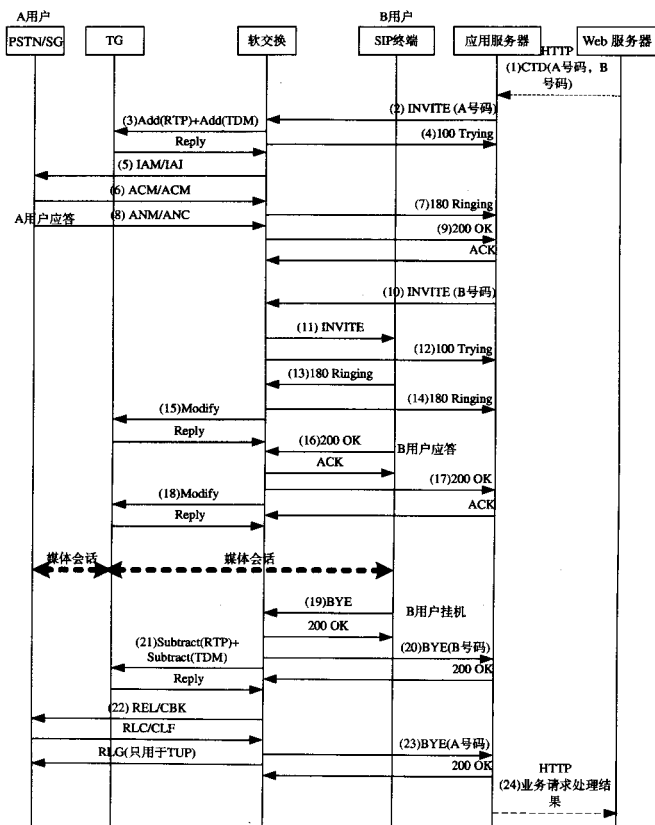 A用户
B用户
PSTN/SG
TG
软交换
SIP终端
应用服务器
Web 服务器
HTTP
(1)CTD(A号码，B
号码)
(2) INVITE (A号码)
(3)Add(RTP)+Add(TDM)
(4)100 Trying
Reply
(5) IAM/IAI
(6) ACM/ACM
(7)180 Ringing
A用户应答
(8) ANM/ANC
(9)200 OK
ACK
(10) INVITE (B号码)
(11) INVITE
(12)100 Trying
(13)180 Ringing
(14)180 Ringing
(15)Modify
Reply
(16)200 OK
B用户应答
ACK
(17)200 OK
(18)Modify
ACK
Reply
媒体会话
媒体会话
(19)BYE
B用户挂机
200 OK
(20)BYE(B号码)
(21)Subtract(RTP)+
Subtract(TDM)
200 OK
Reply
(22) REL/CBK
RLC/CLF
(23)BYE(A号码)
RLG(只用于TUP)
200 OK
HTTP
(24)业务请求处理结
果